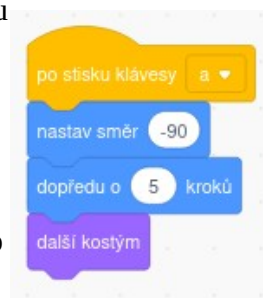 u
po stisku klávesy a
nastav směr -90
dopředu o 5 kroků
další kostým